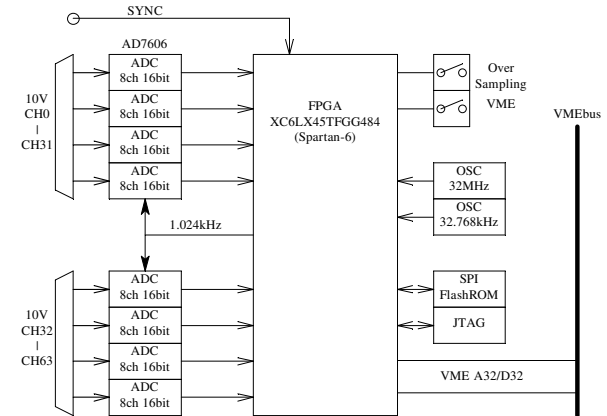 SYNC
AD7606
ADC
8ch 16bit
ADC
8ch 16bit
ADC
8ch 16bit
ADC
8ch 16bit
10V
CH0
|
CH31
1.024kHz
ADC
8ch 16bit
ADC
8ch 16bit
ADC
8ch 16bit
ADC
8ch 16bit
10V
CH32
|
CH63
FPGA
XC6LX45TFGG484
(Spartan-6)
Over
Sampling
VME
OSC
32MHz
OSC
32.768kHz
SPI
FlashROM
JTAG
VME A32/D32
VMEbus